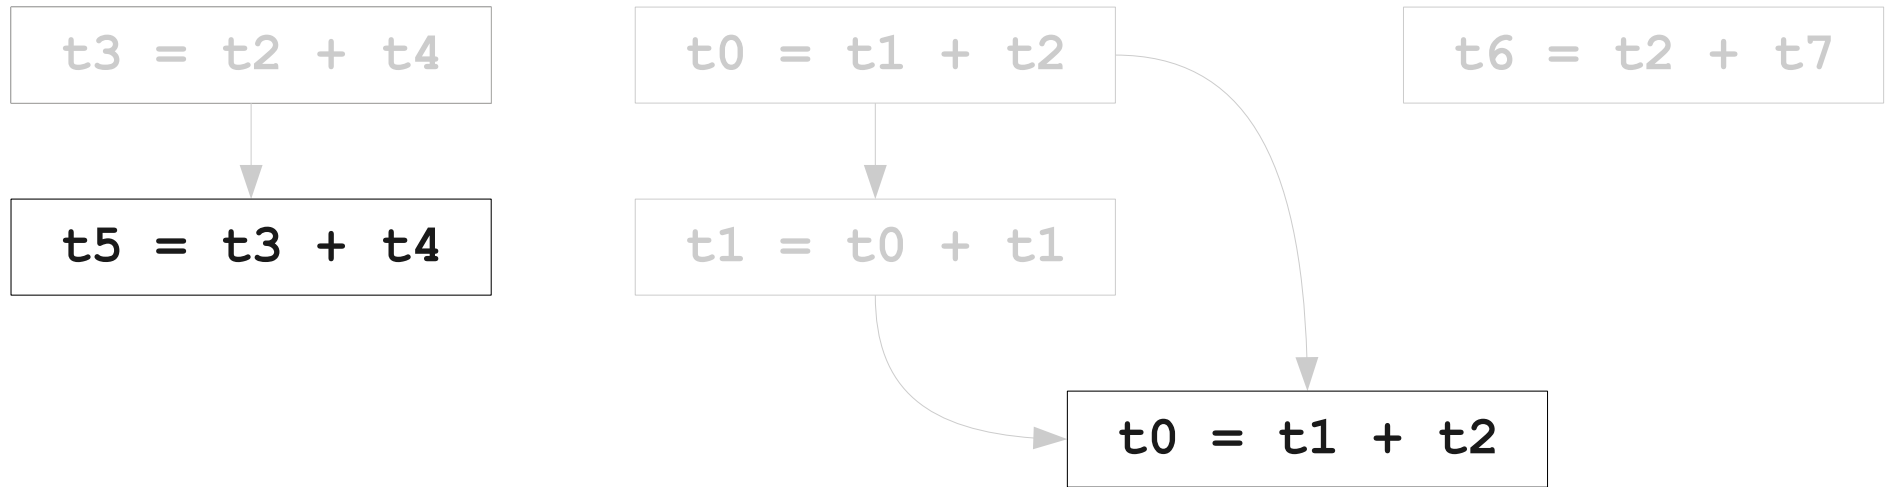 t3 = t2 + t4
t0 = t1 + t2
t6 = t2 + t7
t5 = t3 + t4
t1 = t0 + t1
t0 = t1 + t2